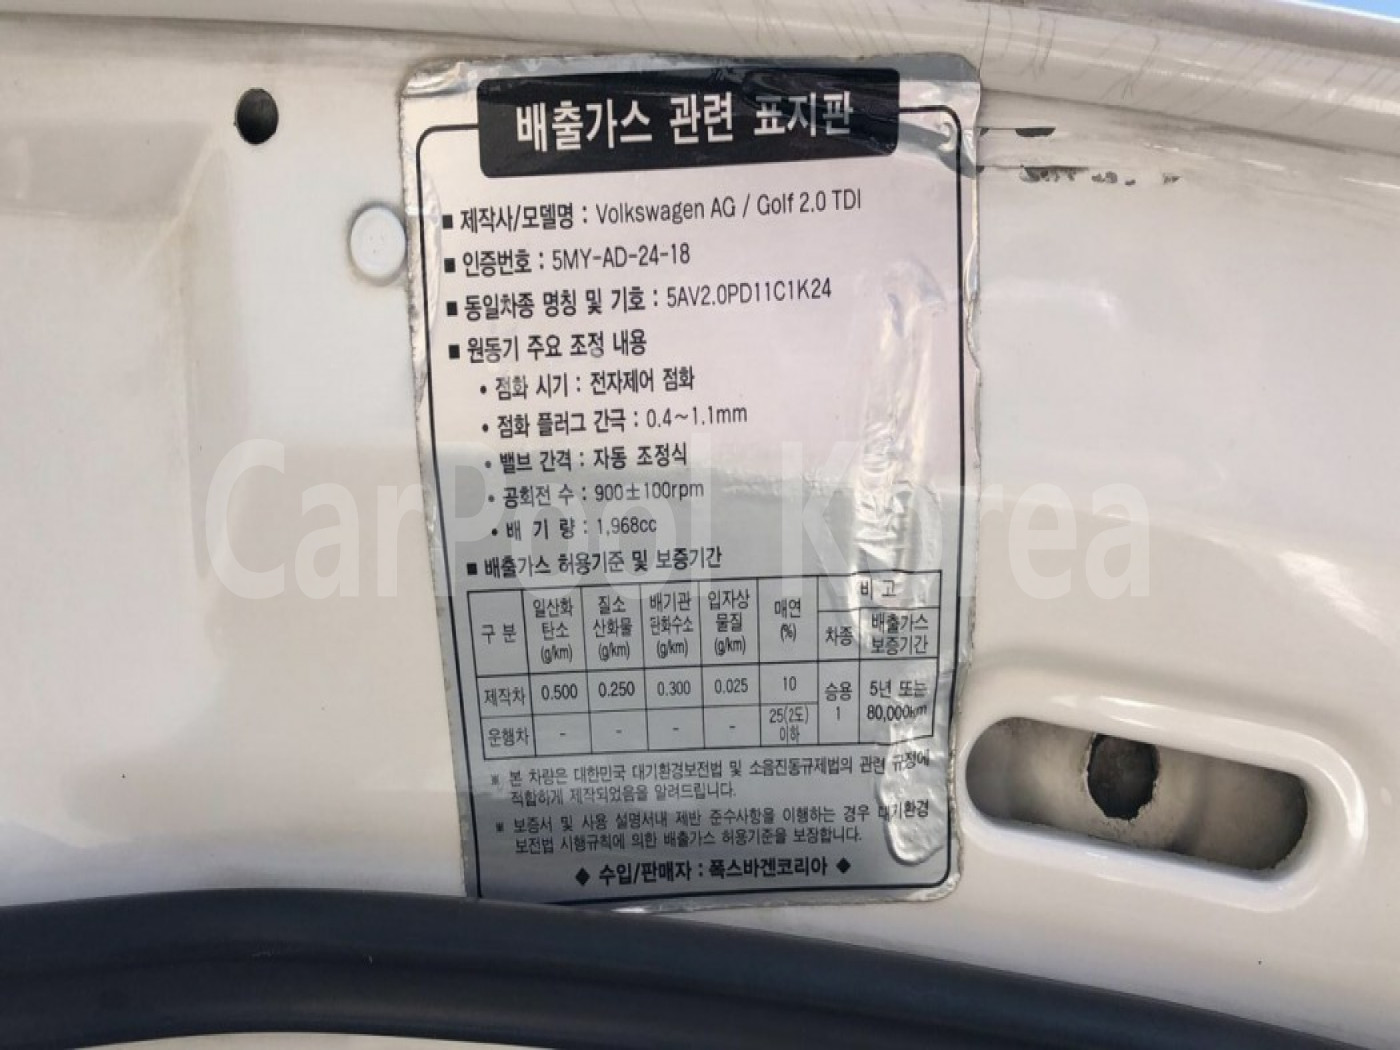 배출가스 관련 표지판
■ 제작사/모델명 : Volkswagen AG / Golf 2.0 TDI
■ 인증번호 : 5MY-AD-24-18
■ 동일차종 명칭 및 기호 : 5AV2.0PD11C1K24
■ 원동기 주요 조정 내용
• 점화 시기 : 전자제어 점화
• 점화 플러그 간극 : 0.4~1.1mm
• 밸브 간격 : 자동 조정식
• 공회전 수 : 900±100rpm
• 배 기 량 : 1,968cc
CarPool Korea
■ 배출가스 허용기준 및 보증기간
구 분 일산화탄소 (g/km) 질소산화물 (g/km) 배기관탄화수소 (g/km) 입자상물질 (g/km) 매연 (%) 비 고
차종 배출가스 보증기간
제작차 0.500 0.250 0.300 0.025 10 승용1 5년 또는 80,000km
운행차 - - - - 25(2도)이하
※ 본 차량은 대한민국 대기환경보전법 및 소음진동규제법의 관련 규정에
적합하게 제작되었음을 알려드립니다.
※ 보증서 및 사용 설명서내 제반 준수사항을 이행하는 경우 대기환경
보전법 시행규칙에 의한 배출가스 허용기준을 보장합니다.
◆ 수입/판매자 : 폭스바겐코리아 ◆